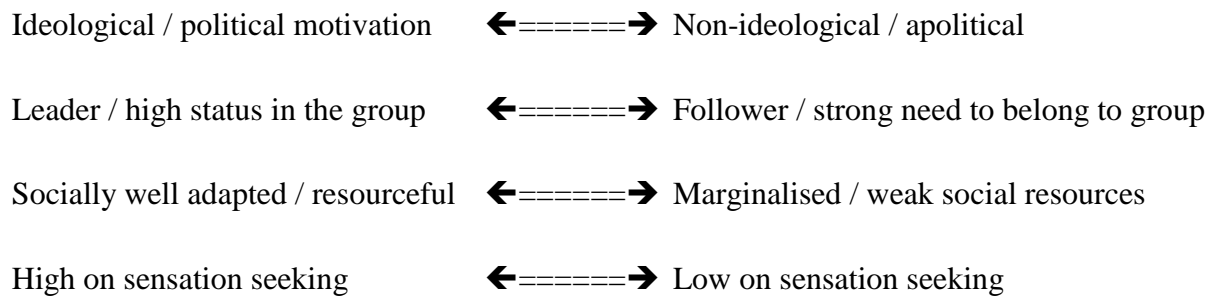 Ideological / political motivation 🡸======🡺 Non-ideological / apolitical
Leader / high status in the group 🡸======🡺 Follower / strong need to belong to group
Socially well adapted / resourceful 🡸======🡺 Marginalised / weak social resources
High on sensation seeking 🡸======🡺 Low on sensation seeking